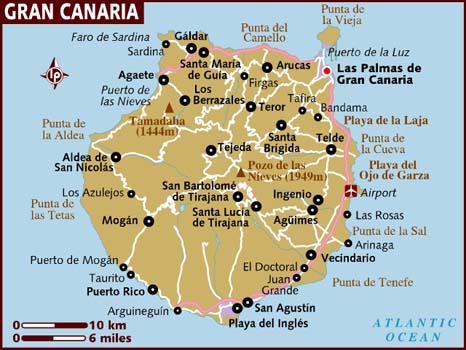 GRAN CANARIA
Punta de
la Vieja
Punta del
Camello
Faro de Sardina
Gáldar
Sardina
Santa María
de Guía
Arucas
Firgas
Puerto de la Luz
Las Palmas de
Gran Canaria
Agaete
Puerto de
las Nieves
Los
Berrazales
Tamadaba
(1444m)
Teror
Tafira
Bandama
Playa de la Laja
Punta de
la Aldea
Santa
Brígida
Telde
Punta de
la Cueva
Aldea de
San Nicolás
Tejeda
Pozo de las
Nieves (1949m)
Playa del
Ojo de Garza
Airport
Los Azulejos
San Bartolomé
de Tirajana
Ingenio
Punta de
las Tetas
Santa Lucía
de Tirajana
Agüimes
Las Rosas
Mogán
Punta de la Sal
Arinaga
Vecindario
Puerto de Mogán
Taurito
El Doctoral
Juan
Grande
Punta de Tenefe
Puerto Rico
Arguineguín
San Agustín
Playa del Inglés
10 km
6 miles
ATLANTIC
OCEAN
lp